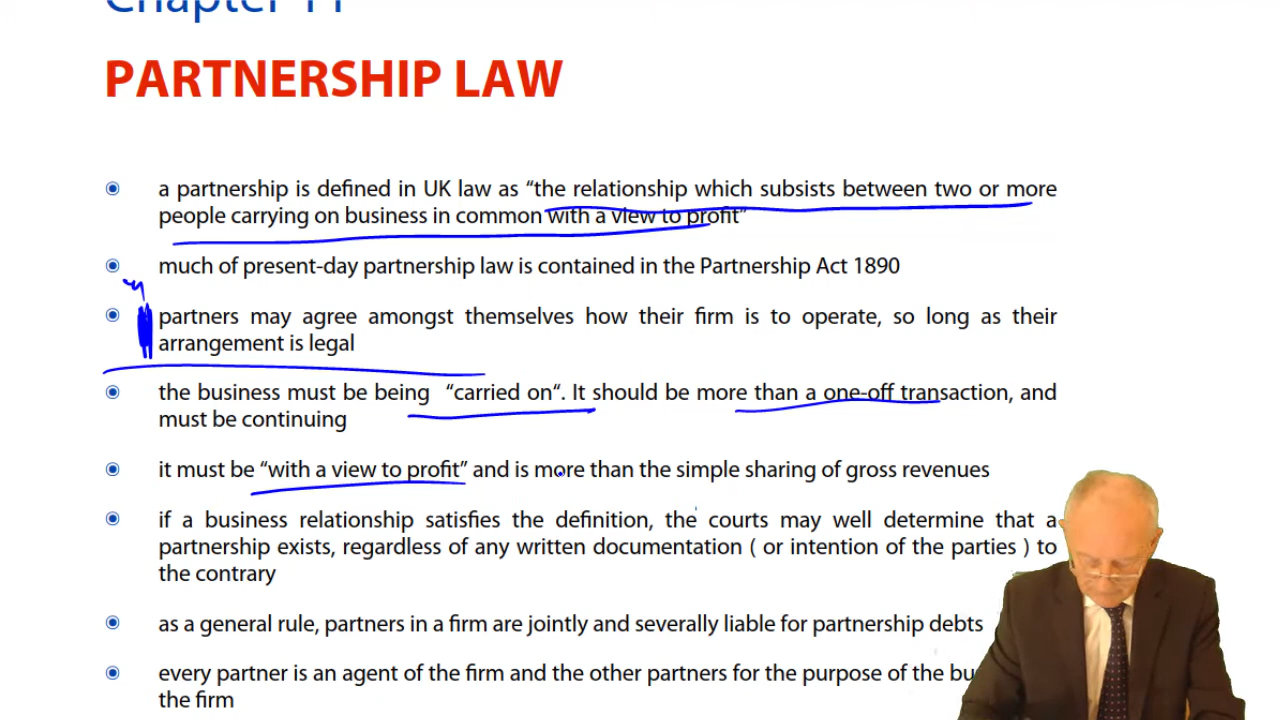 PARTNERSHIP LAW
a partnership is defined in UK law as “the relationship which subsists between two or more
people carrying on business in common with a view to profit”
much of present-day partnership law is contained in the Partnership Act 1890
partners may agree amongst themselves how their firm is to operate, so long as their
arrangement is legal
the business must be being “carried on“. It should be more than a one-off transaction, and
must be continuing
it must be “with a view to profit” and is more than the simple sharing of gross revenues
if a business relationship satisfies the definition, the courts may well determine that a
partnership exists, regardless of any written documentation ( or intention of the parties ) to
the contrary
as a general rule, partners in a firm are jointly and severally liable for partnership debts
every partner is an agent of the firm and the other partners for the purpose of the
the firm